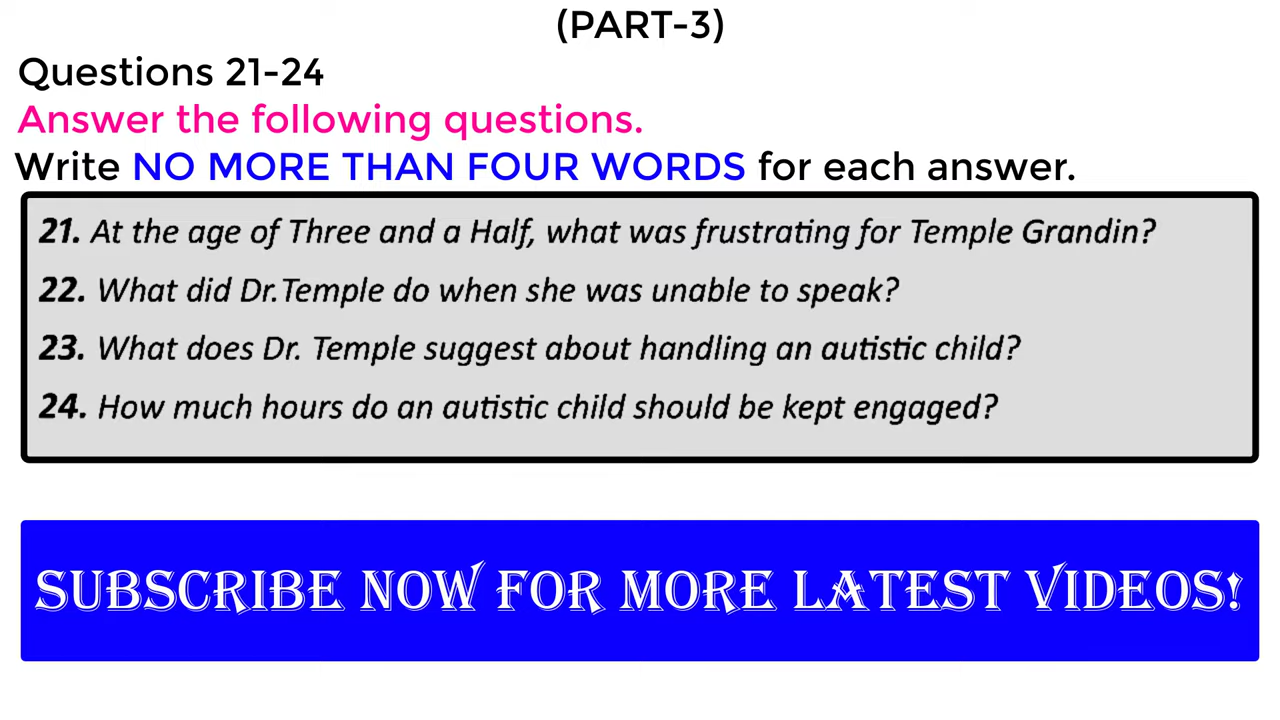 (PART-3)
Questions 21-24
Answer the following questions.
Write NO MORE THAN FOUR WORDS for each answer.
21. At the age of Three and a Half, what was frustrating for Temple Grandin?
22. What did Dr.Temple do when she was unable to speak?
23. What does Dr. Temple suggest about handling an autistic child?
24. How much hours do an autistic child should be kept engaged?
SUBSCRIBE NOW FOR MORE LATEST VIDEOS!